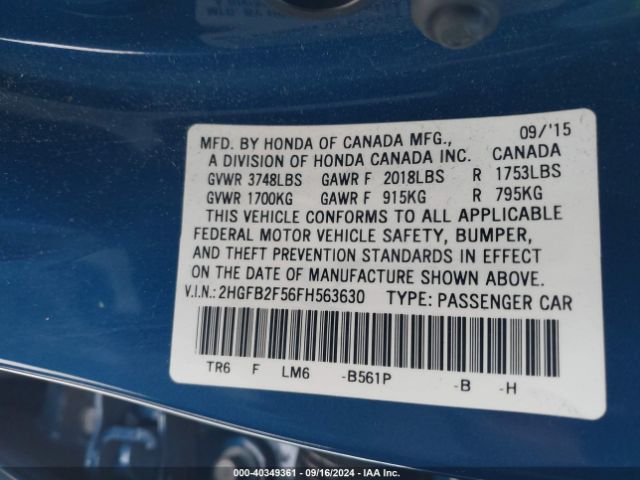 MFD. BY HONDA OF CANADA MFG., 09/'15
A DIVISION OF HONDA CANADA INC. CANADA
GVWR 3748LBS GAWR F 2018LBS R 1753LBS
GVWR 1700KG GAWR F 915KG R 795KG
THIS VEHICLE CONFORMS TO ALL APPLICABLE
FEDERAL MOTOR VEHICLE SAFETY, BUMPER,
AND THEFT PREVENTION STANDARDS IN EFFECT
ON THE DATE OF MANUFACTURE SHOWN ABOVE.
V.I.N.: 2HGFB2F56FH563630 TYPE: PASSENGER CAR
TR6 F LM6 -B561P -B -H
000-40349361 - 09/16/2024 - IAA Inc.